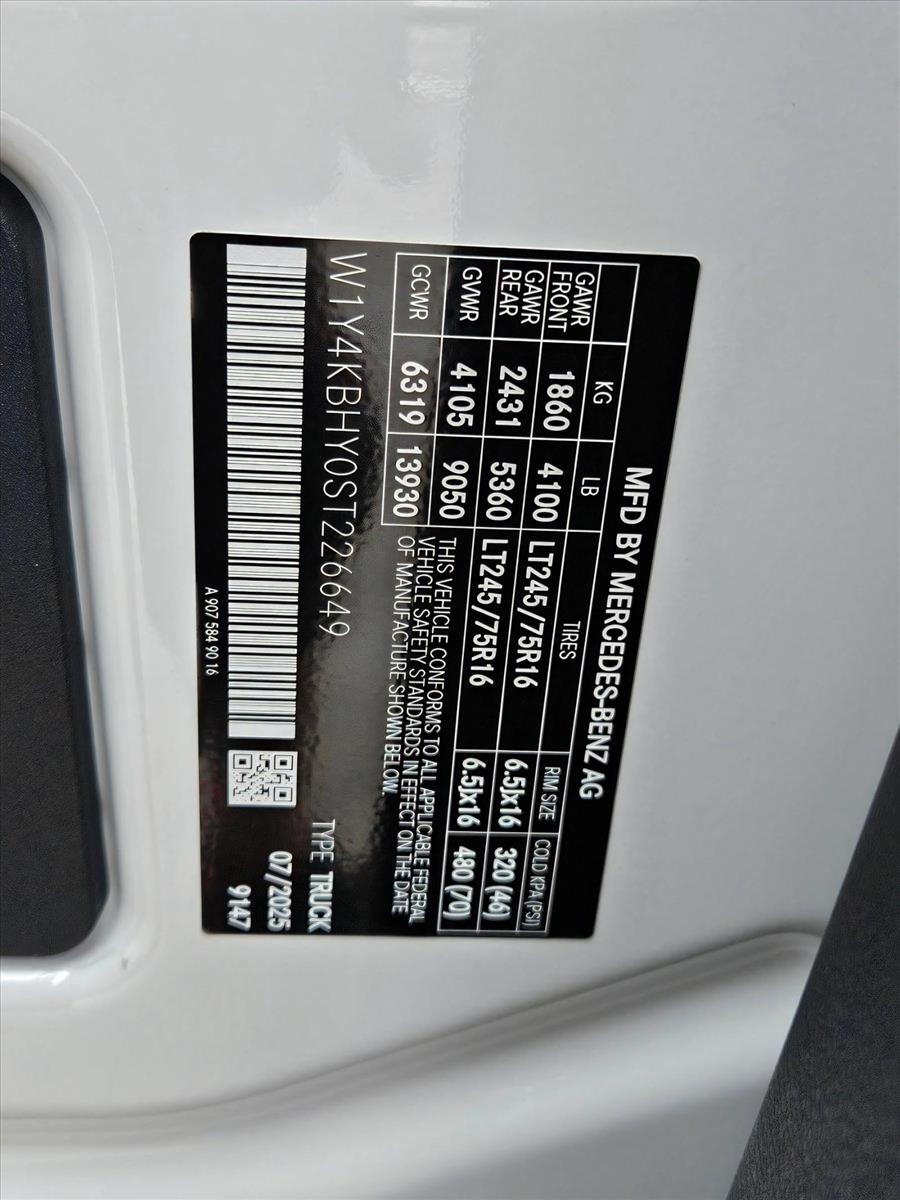 MFD BY MERCEDES-BENZ AG
KG LB TIRES RIM SIZE COLD KPA (PSI)
GAWR FRONT 1860 4100 LT245/75R16 6.5Jx16 320 (46)
GAWR REAR 2431 5360 LT245/75R16 6.5Jx16 480 (70)
GVWR 4105 9050
GCWR 6319 13930
THIS VEHICLE CONFORMS TO ALL APPLICABLE FEDERAL
VEHICLE SAFETY STANDARDS IN EFFECT ON THE DATE
OF MANUFACTURE SHOWN BELOW.
W1Y4KBHY0ST226649
TYPE TRUCK
07/2025
9147
A 907 584 90 16